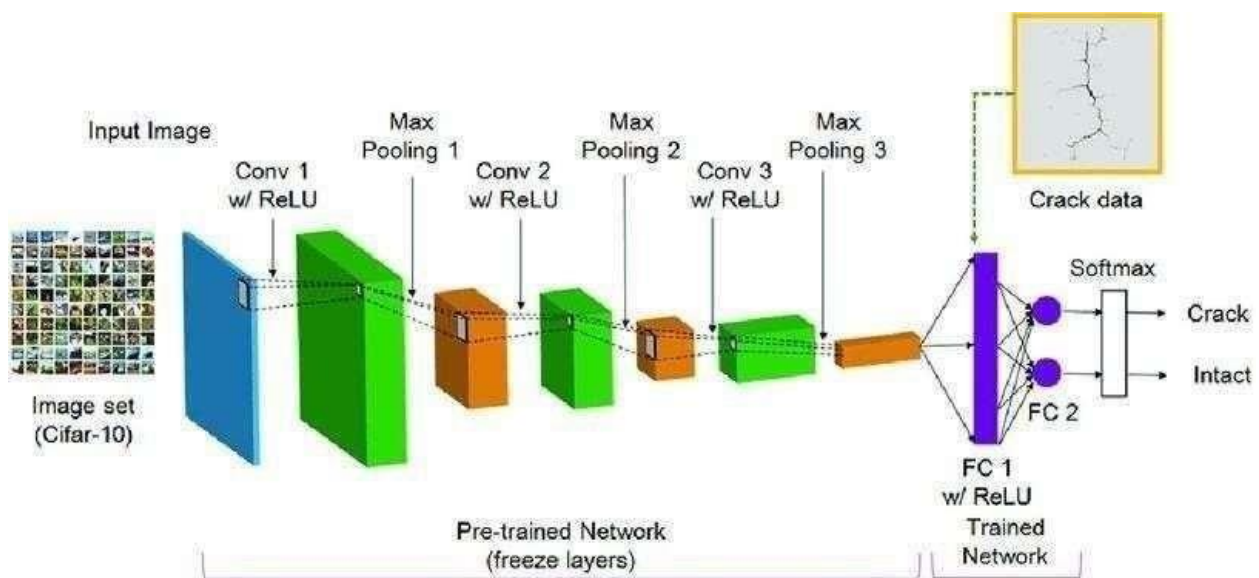 Input Image
Conv 1
w/ ReLU
Max
Pooling 1
Conv 2
w/ ReLU
Max
Pooling 2
Conv 3
w/ ReLU
Max
Pooling 3
Crack data
Image set
(Cifar-10)
FC 1
w/ ReLU
FC 2
Softmax
Crack
Intact
Pre-trained Network
(freeze layers)
Trained
Network